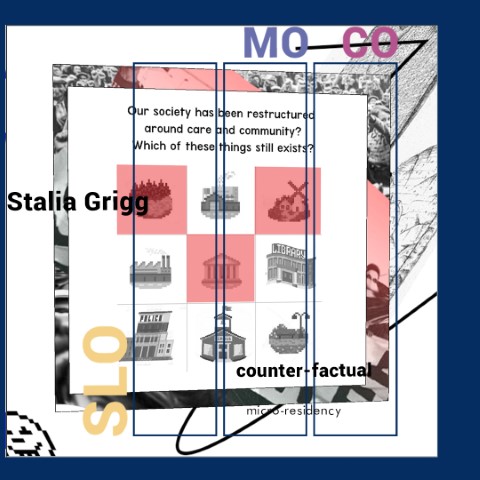 MO CO
Our society has been restructured
around care and community?
Which of these things still exists?
Stalia Grigg
LIBRARY
POLICE
SLO
counter-factual
micro-residency